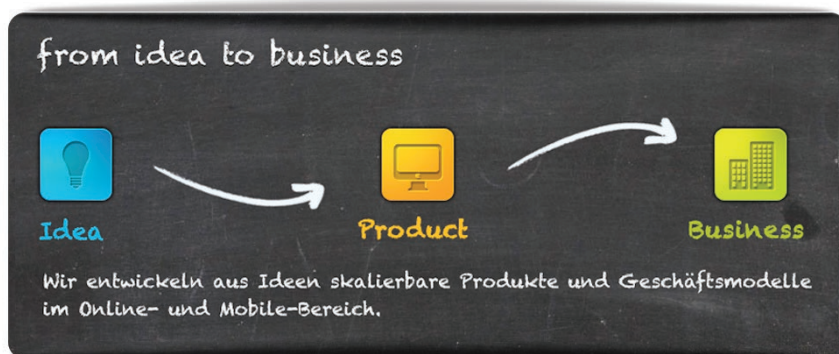 from idea to business
Idea
Product
Business
Wir entwickeln aus Ideen skalierbare Produkte und Geschäftsmodelle
im Online- und Mobile-Bereich.